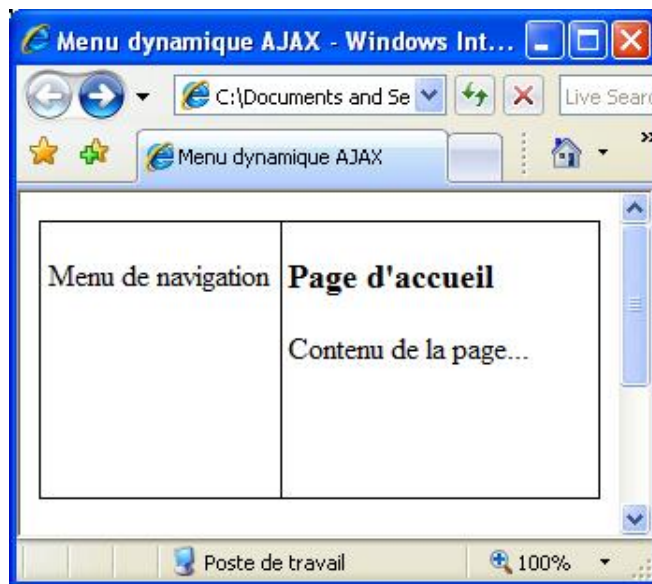 Menu dynamique AJAX - Windows Int...
C:\Documents and Se
Live Sear
Menu dynamique AJAX
»
Menu de navigation
Page d'accueil
Contenu de la page...
Poste de travail
100%